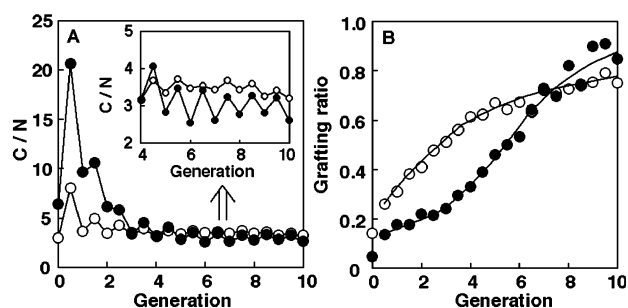 A
C / N
25
20
15
10
5
0
0 2 4 6 8 10
Generation
C / N
5
4
3
2
4 6 8 10
Generation
B
Grafting ratio
1.0
0.8
0.6
0.4
0.2
0
0 2 4 6 8 10
Generation